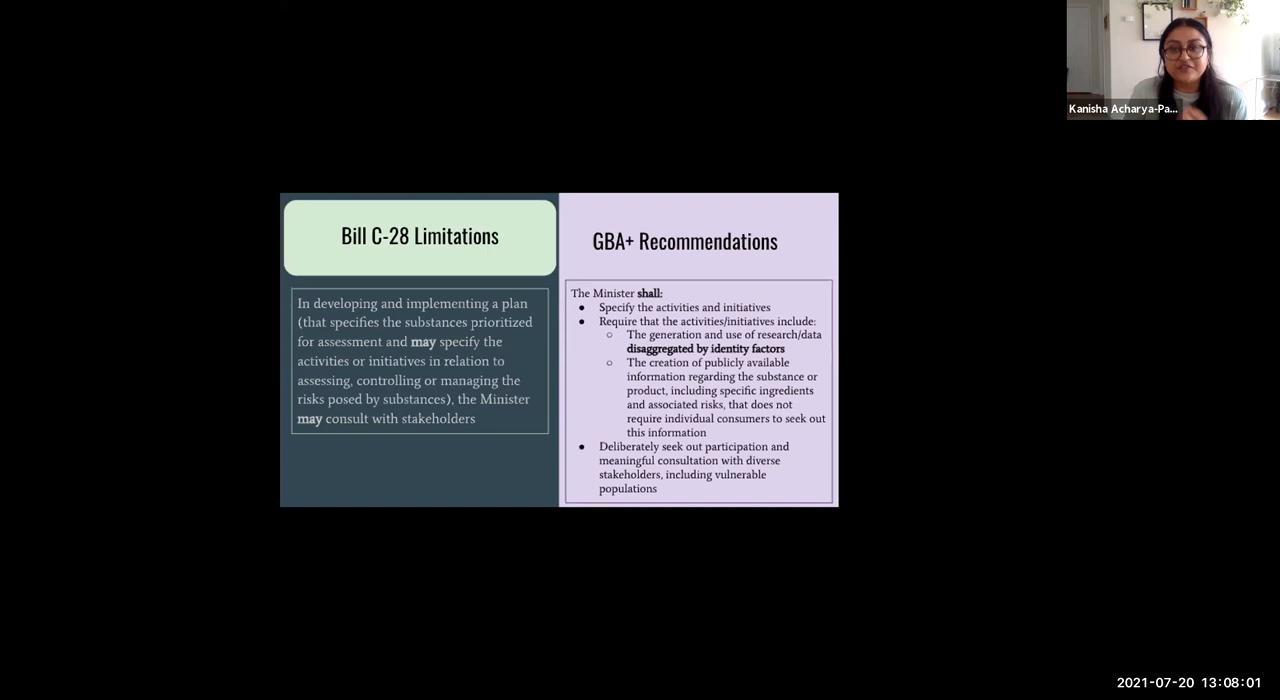 Kanisha Acharya-Pa...
Bill C-28 Limitations
In developing and implementing a plan
(that specifies the substances prioritized
for assessment and may specify the
activities or initiatives in relation to
assessing, controlling or managing the
risks posed by substances), the Minister
may consult with stakeholders
GBA+ Recommendations
The Minister shall:
● Specify the activities and initiatives
● Require that the activities/initiatives include:
○ The generation and use of research/data
disaggregated by identity factors
○ The creation of publicly available
information regarding the substance or
product, including specific ingredients
and associated risks, that does not
require individual consumers to seek out
this information
● Deliberately seek out participation and
meaningful consultation with diverse
stakeholders, including vulnerable
populations
2021-07-20 13:08:01